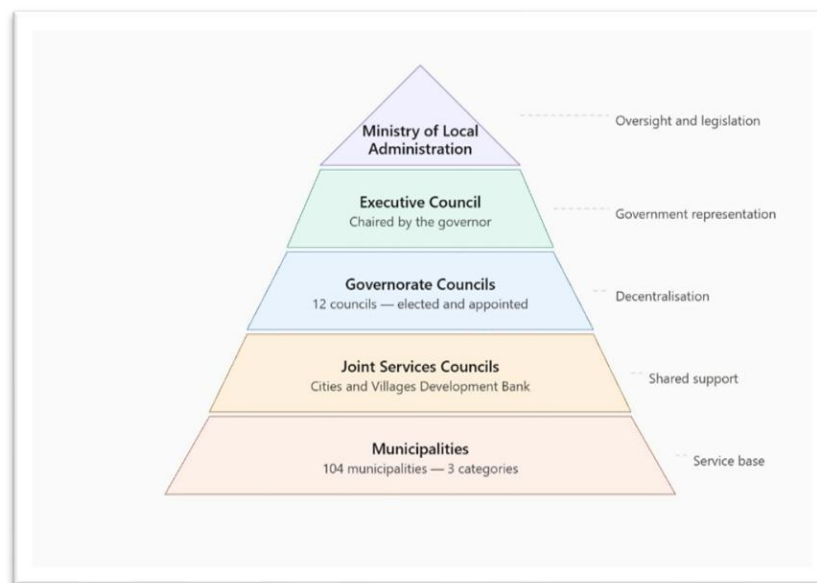 Ministry of Local
Administration
Oversight and legislation
Executive Council
Chaired by the governor
Government representation
Governorate Councils
12 councils — elected and appointed
Decentralisation
Joint Services Councils
Cities and Villages Development Bank
Shared support
Municipalities
104 municipalities — 3 categories
Service base